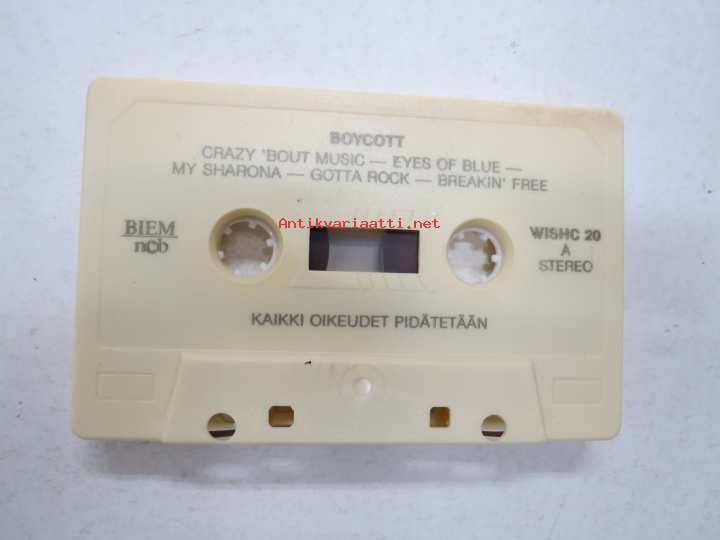 BOYCOTT
CRAZY 'BOUT MUSIC — EYES OF BLUE —
MY SHARONA — GOTTA ROCK — BREAKIN' FREE
Antikvariaatti.net
BIEM
ncb
WISHC 20
A
STEREO
KAIKKI OIKEUDET PIDÄTETÄÄN